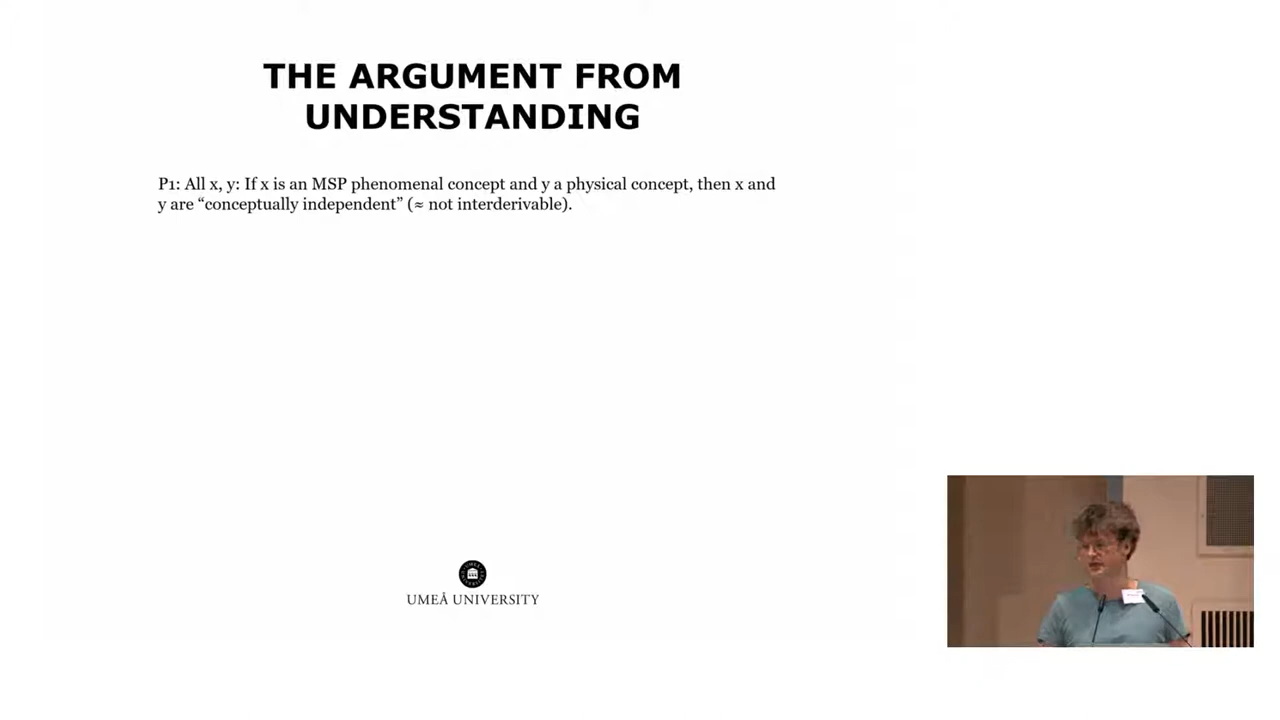 THE ARGUMENT FROM
UNDERSTANDING
P1: All x, y: If x is an MSP phenomenal concept and y a physical concept, then x and
y are “conceptually independent” (≈ not interderivable).
UMEÅ UNIVERSITY